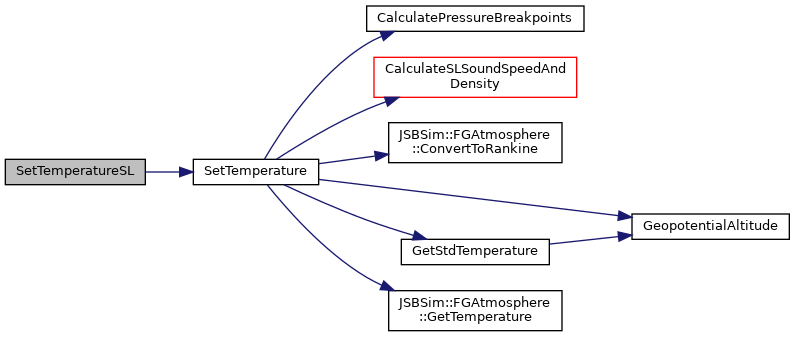 CalculatePressureBreakpoints
CalculateSLSoundSpeedAnd
Density
JSBSim::FGAtmosphere
::ConvertToRankine
SetTemperatureSL
SetTemperature
GeopotentialAltitude
GetStdTemperature
JSBSim::FGAtmosphere
::GetTemperature